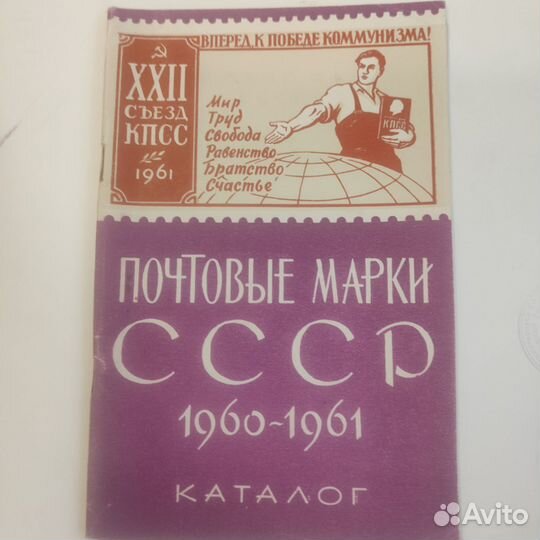 ВПЕРЕД, К ПОБЕДЕ КОММУНИЗМА!
XXII
СЪЕЗД
КПСС
1961
Мир
Труд
Свобода
Равенство
Братство
Счастье
КПСС
ПОЧТОВЫЕ МАРКИ
СССР
1960-1961
КАТАЛОГ
Avito